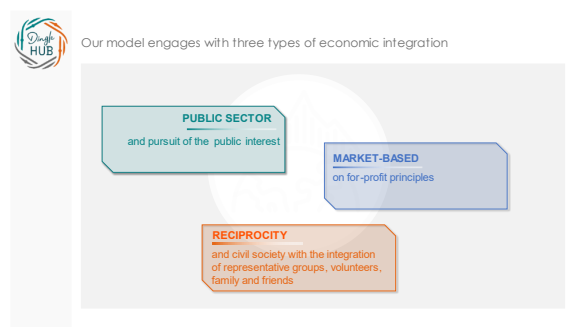 Dingle
HUB
Our model engages with three types of economic integration
PUBLIC SECTOR
and pursuit of the public interest
MARKET-BASED
on for-profit principles
RECIPROCITY
and civil society with the integration
of representative groups, volunteers,
family and friends